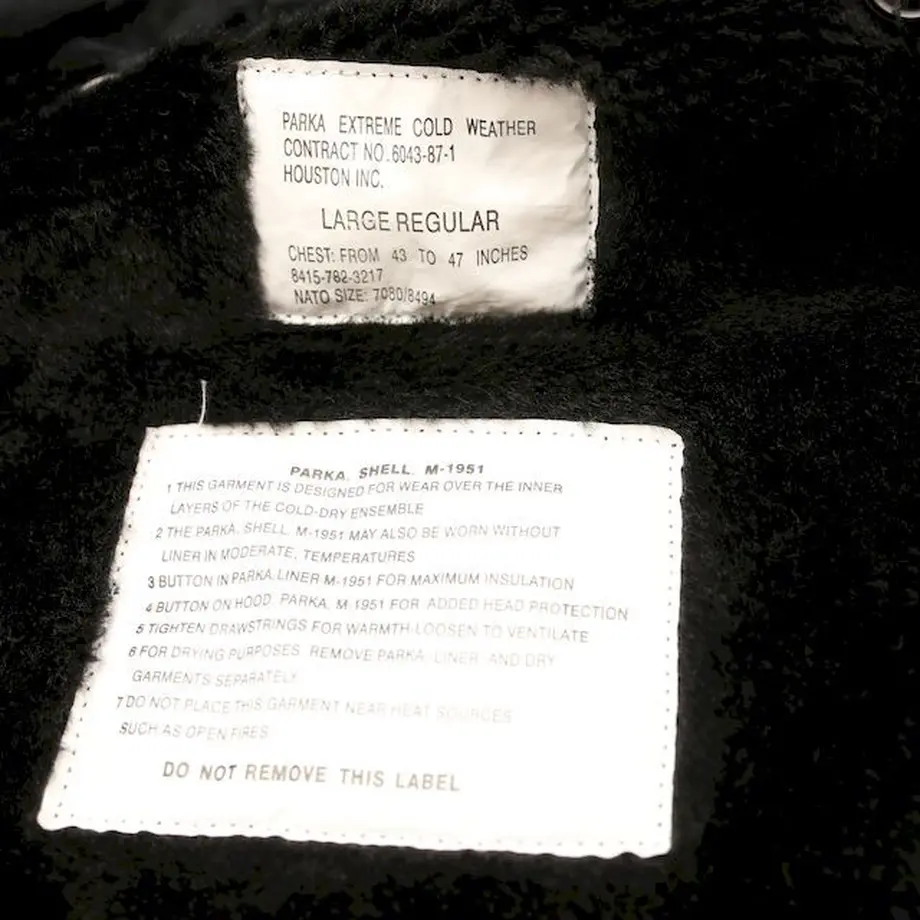 PARKA EXTREME COLD WEATHER
CONTRACT NO.6043-87-1
HOUSTON INC.
LARGE REGULAR
CHEST: FROM 43 TO 47 INCHES
8415-782-3217
NATO SIZE: 7080/8494
PARKA. SHELL. M-1951
1 THIS GARMENT IS DESIGNED FOR WEAR OVER THE INNER
LAYERS OF THE COLD-DRY ENSEMBLE
2 THE PARKA. SHELL. M-1951 MAY ALSO BE WORN WITHOUT
LINER IN MODERATE, TEMPERATURES
3 BUTTON IN PARKA. LINER M-1951 FOR MAXIMUM INSULATION
4 BUTTON ON HOOD. PARKA. M 1951 FOR ADDED HEAD PROTECTION
5 TIGHTEN DRAWSTRINGS FOR WARMTH-LOOSEN TO VENTILATE
6 FOR DRYING PURPOSES. REMOVE PARKA. LINER. AND DRY
GARMENTS SEPARATELY
7 DO NOT PLACE THIS GARMENT NEAR HEAT SOURCES
SUCH AS OPEN FIRES
DO NOT REMOVE THIS LABEL